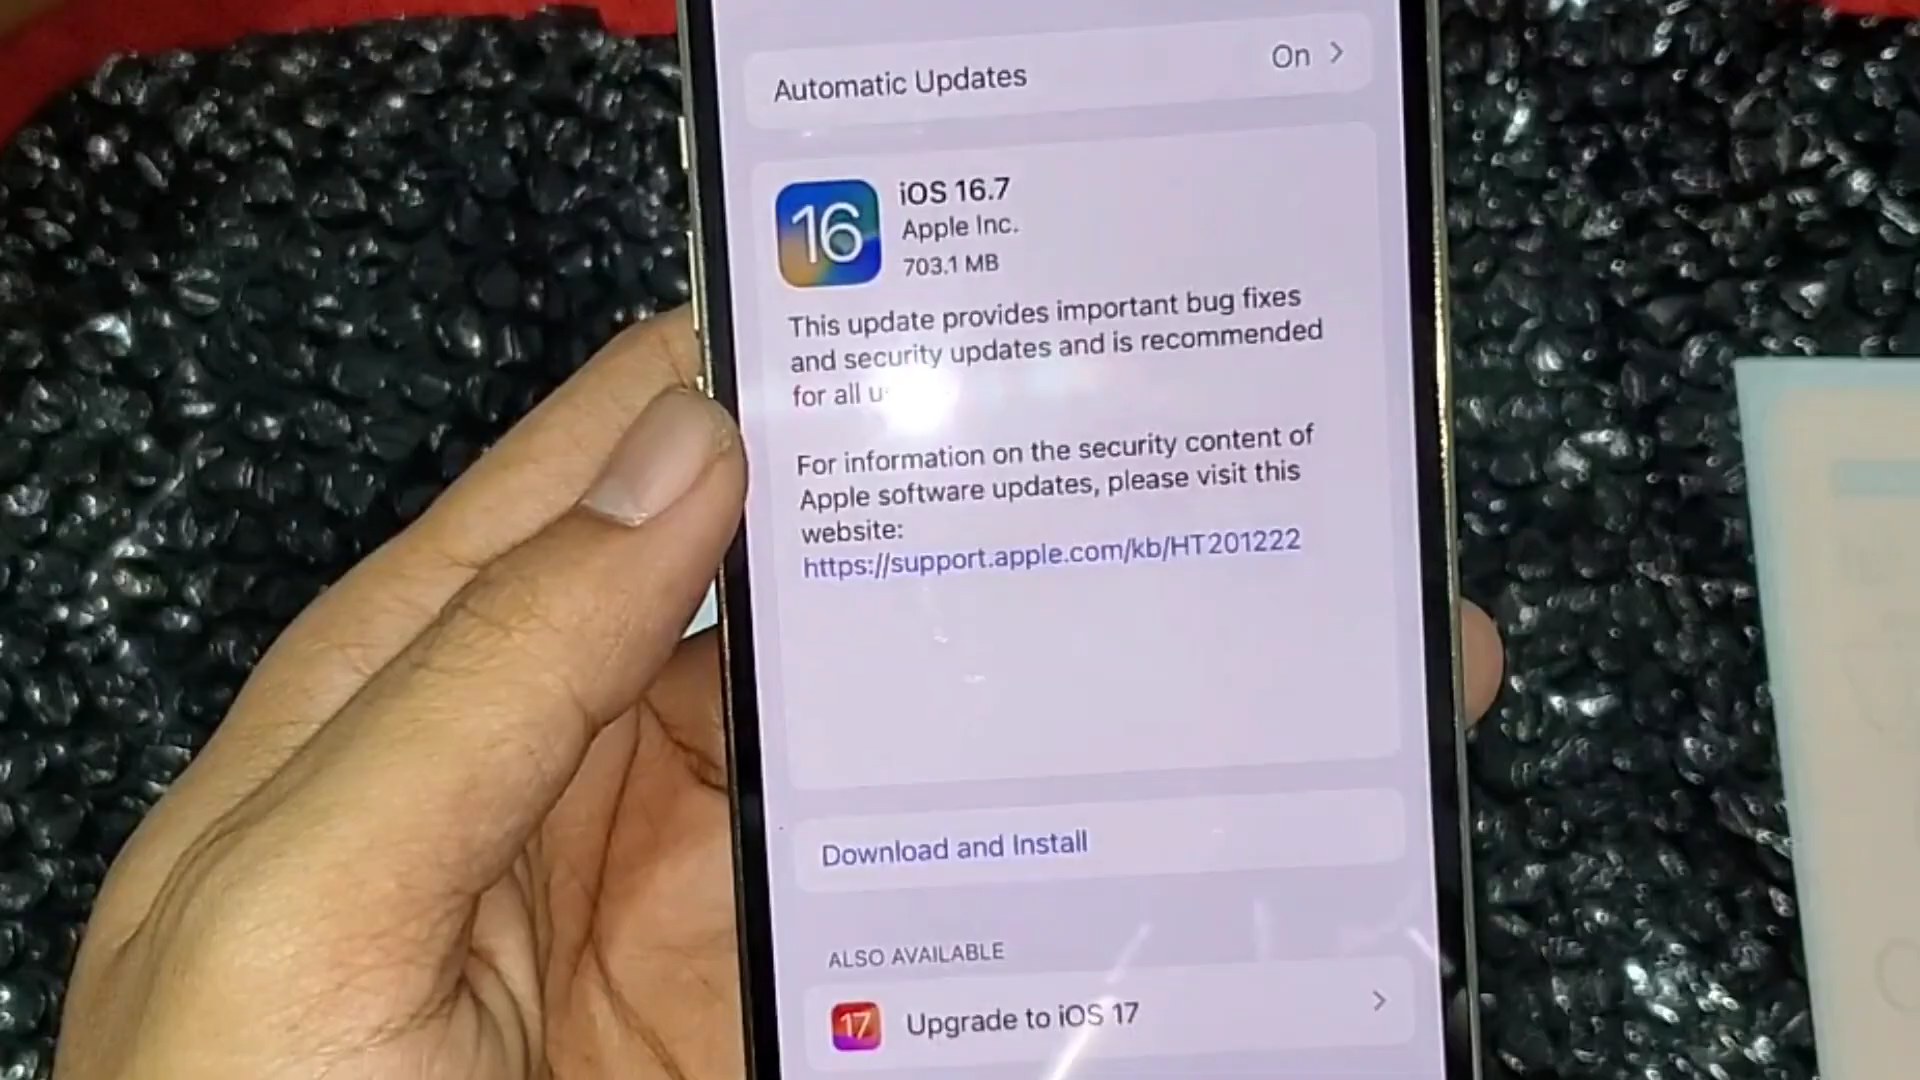 Automatic Updates On
16
iOS 16.7
Apple Inc.
703.1 MB
This update provides important bug fixes
and security updates and is recommended
for all
For information on the security content of
Apple software updates, please visit this
website:
https://support.apple.com/kb/HT201222
Download and Install
ALSO AVAILABLE
17 Upgrade to iOS 17